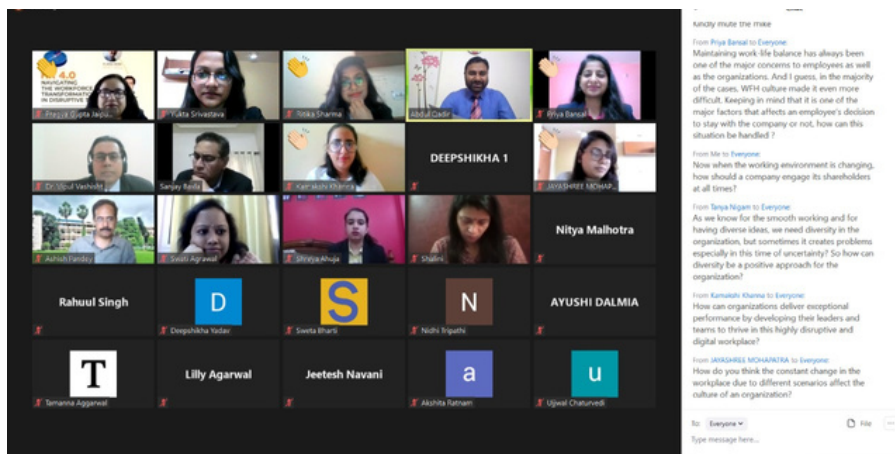 4.0
NAVIGATING
THE WORKFORCE
TRANSFORMATION
IN DISRUPTIVE
Pragya Gupta
Yukta Srivastava
Ritika Sharma
Abdul Qadir
Priya Bansal
Dr. Vipul Vashisht
Sanjay
Kamakshi Khanna
DEEPSHIKHA 1
JAYASHREE MOHAP...
Ashish Pandey
Swati Agrawal
Shreya Ahuja
Shalini
Nitya Malhotra
Rahuul Singh
D
Deepshikha Yadav
S
Sweta Bharti
N
Nidhi Tripathi
AYUSHI DALMIA
T
Tamanna Aggarwal
Lilly Agarwal
Jeetesh Navani
a
Akshita Ratnam
u
Ujjwal Chaturvedi
kindly mute the mike
From Priya Bansal to Everyone:
Maintaining work-life balance has always been
one of the major concerns to employees as well
as the organizations. And I guess, in the majority
of the cases, WFH culture made it even more
difficult. Keeping in mind that it is one of the
major factors that affects an employee's decision
to stay with the company or not, how can this
situation be handled ?
From Me to Everyone:
Now when the working environment is changing,
how should a company engage its shareholders
at all times?
From Tanya Nigam to Everyone:
As we know for the smooth working and for
having diverse ideas, we need diversity in the
organization, but sometimes it creates problems
especially in this time of uncertainty? So how can
diversity be a positive approach for the
organization?
From Kamakshi Khanna to Everyone:
How can organizations deliver exceptional
performance by developing their leaders and
teams to thrive in this highly disruptive and
digital workplace?
From JAYASHREE MOHAPATRA to Everyone:
How do you think the constant change in the
workplace due to different scenarios affect the
culture of an organization?
To: Everyone
File
Type message here...